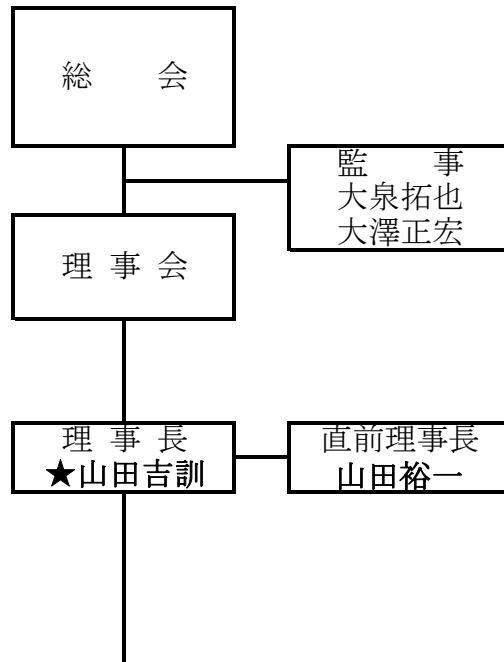 総　　会
監　　事
大泉拓也
大澤正宏
理 事 会
理 事 長
★山田吉訓
直前理事長
山田裕一